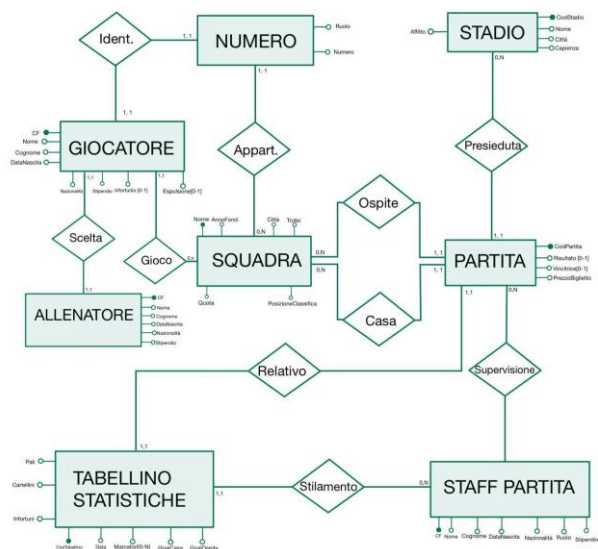 Ident.
1, 1
NUMERO
Ruolo
Numero
1, 1
Affitto
STADIO
CodStadio
Nome
Città
Capienza
0,N
1, 1
CF
Nome
Cognome
DataNascita
GIOCATORE
1,1
1,1
Nazionalità
Stipendio
Infortunio [0-1]
Espulsione[0-1]
Appart.
Presieduta
Scelta
Gioco
0,N
Nome
AnnoFond.
Città
Trofei
0,n
SQUADRA
0,N
0,N
Quota
PosizioneClassifica
Ospite
Casa
1, 1
1, 1
1, 1
PARTITA
CodPartita
Risultato [0-1]
Vincitrice[0-1]
PrezzoBiglietto
1,1
0,N
1,1
ALLENATORE
CF
Nome
Cognome
DataNascita
Nazionalità
Stipendio
Relativo
Supervisione
1,1
Pali
Cartellini
Infortuni
TABELLINO
STATISTICHE
1,1
CodTabellino
Data
Marcatori[0-N]
GoalCasa
GoalOspite
Stilamento
0,N
STAFF PARTITA
CF
Nome
Cognome
DataNascita
Nazionalità
Ruolo
Stipendio